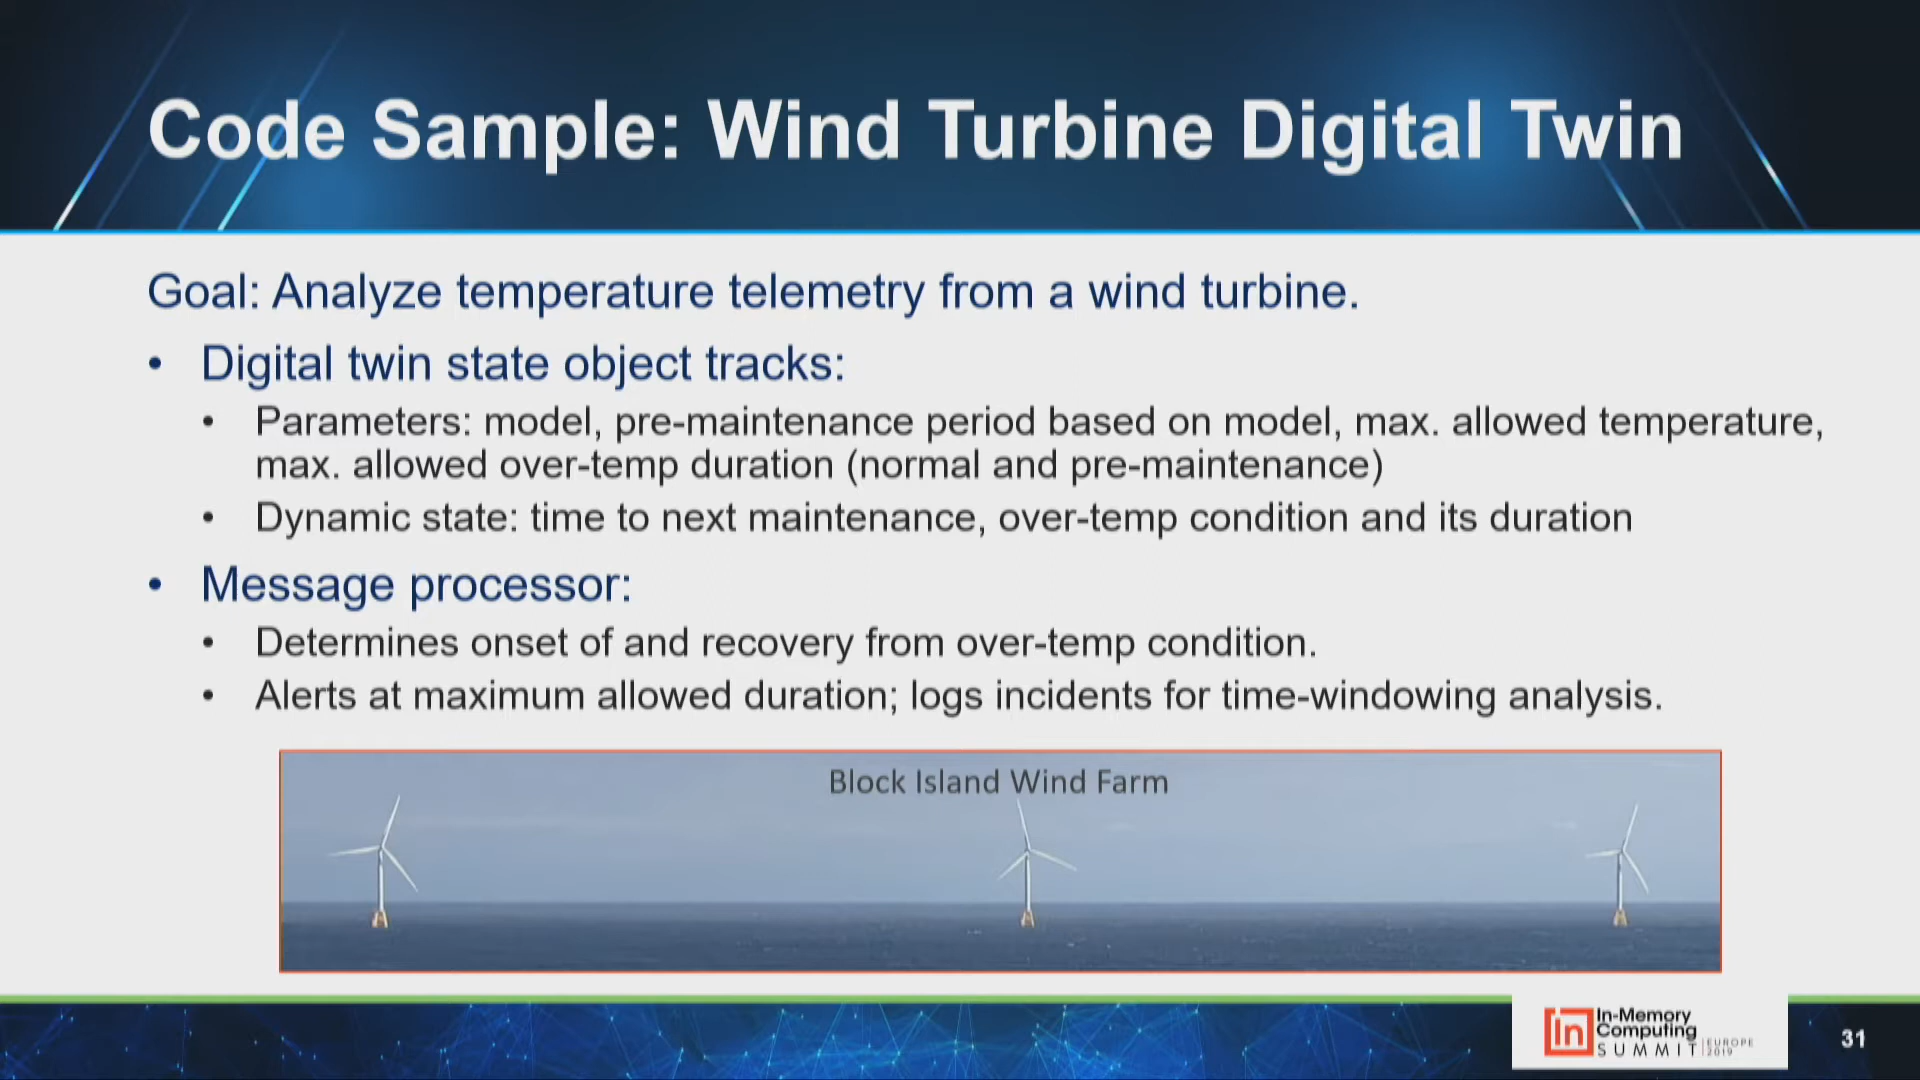 Code Sample: Wind Turbine Digital Twin
Goal: Analyze temperature telemetry from a wind turbine.
• Digital twin state object tracks:
• Parameters: model, pre-maintenance period based on model, max. allowed temperature,
max. allowed over-temp duration (normal and pre-maintenance)
• Dynamic state: time to next maintenance, over-temp condition and its duration
• Message processor:
• Determines onset of and recovery from over-temp condition.
• Alerts at maximum allowed duration; logs incidents for time-windowing analysis.
Block Island Wind Farm
in
In-Memory
Computing
SUMMIT
EUROPE
2019
31